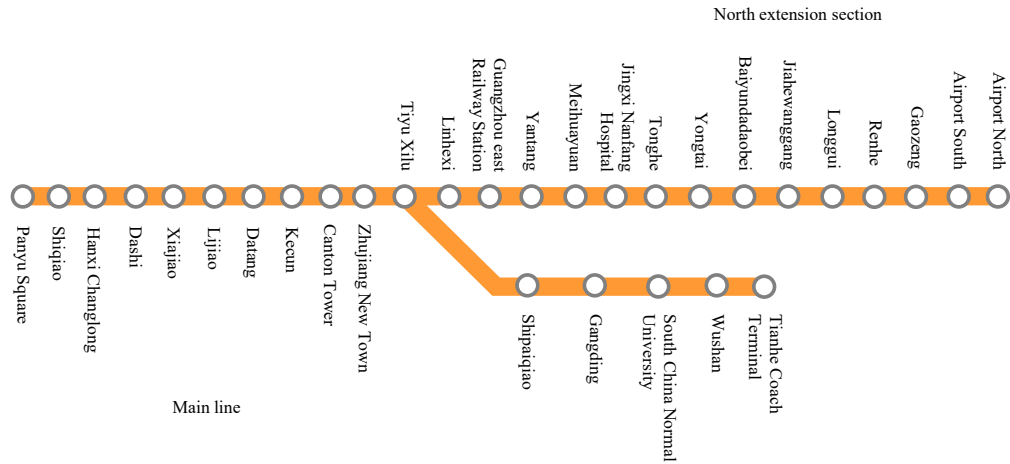 North extension section
Tiyu Xilu
Linhexi
Guangzhou east
Railway Station
Yantang
Meihuayuan
Jingxi Nanfang
Hospital
Tonghe
Yongtai
Baiyundadaobei
Jiahewanggang
Longgui
Renhe
Gaozeng
Airport South
Airport North
Panyu Square
Shiqiao
Hanxi Changlong
Dashi
Xiajiao
Lijiao
Datang
Kecun
Canton Tower
Zhujiang New Town
Shipaiqiao
Gangding
South China Normal
University
Wushan
Tianhe Coach
Terminal
Main line